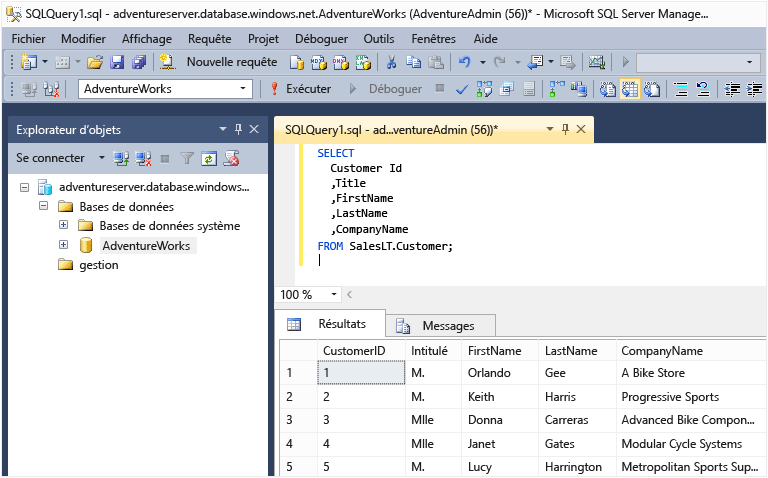 SQLQuery1.sql - adventureserver.database.windows.net.AdventureWorks (AdventureAdmin (56))* - Microsoft SQL Server Manage...
Fichier Modifier Affichage Requête Projet Déboguer Outils Fenêtres Aide
Nouvelle requête
AdventureWorks Exécuter Déboguer
Explorateur d'objets
Se connecter
adventureserver.database.windows...
Bases de données
Bases de données système
AdventureWorks
gestion
SQLQuery1.sql - ad...ventureAdmin (56))*
SELECT
Customer Id
,Title
,FirstName
,LastName
,CompanyName
FROM SalesLT.Customer;
100 %
Résultats Messages
CustomerID Intitulé FirstName LastName CompanyName
1 1 M. Orlando Gee A Bike Store
2 2 M. Keith Harris Progressive Sports
3 3 Mlle Donna Carreras Advanced Bike Compon...
4 4 Mlle Janet Gates Modular Cycle Systems
5 5 M. Lucy Harrington Metropolitan Sports Sup...